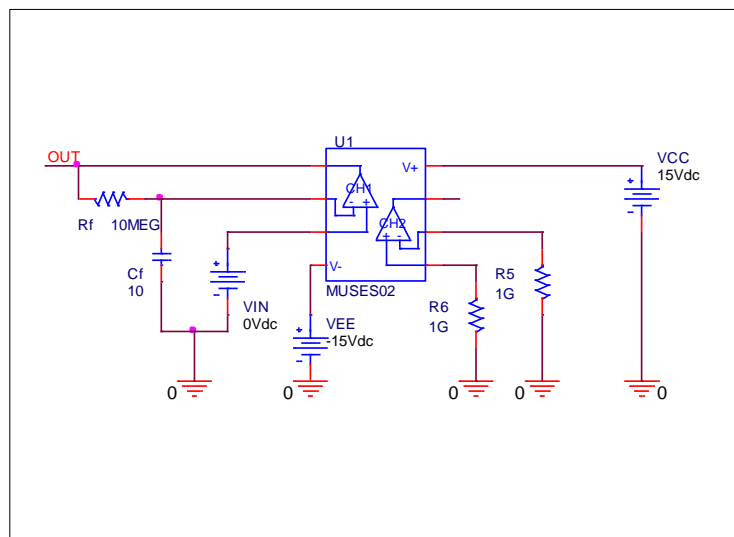 U1
OUT
V+
VCC
15Vdc
+
-
CH1
- +
Rf 10MEG
CH2
+ -
Cf
10
+
-
VIN
0Vdc
V-
MUSES02
R5
1G
R6
1G
VEE
-15Vdc
+
-
0
0
0
0
0